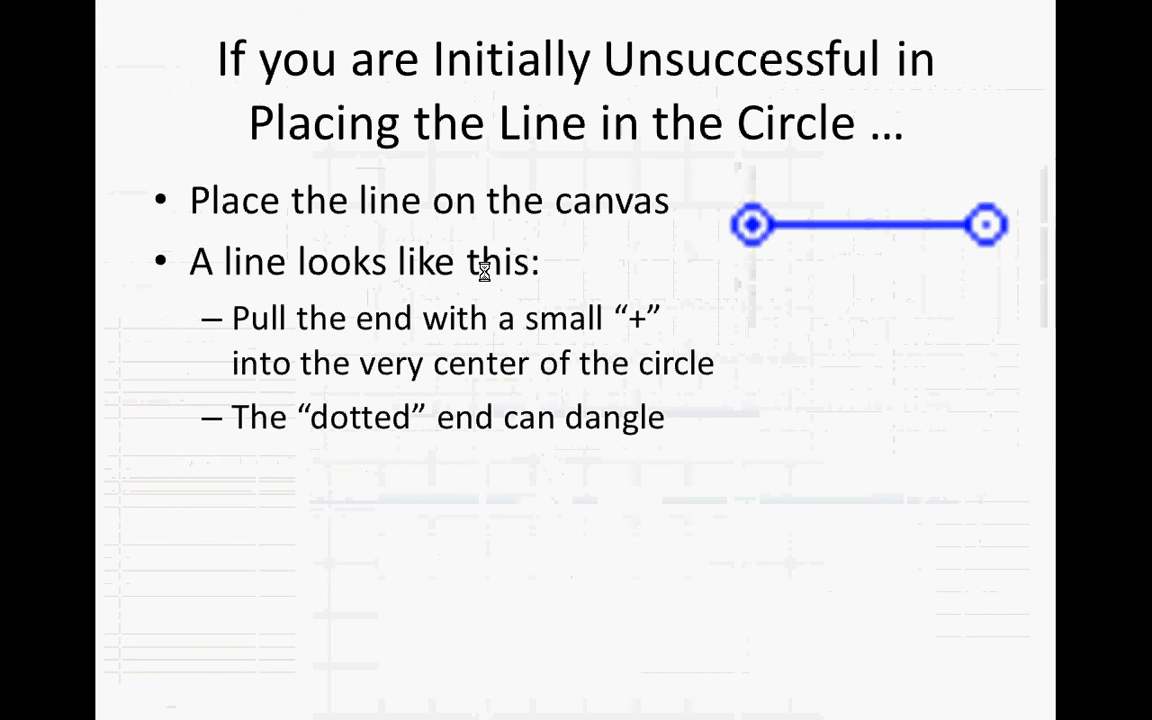 If you are Initially Unsuccessful in
Placing the Line in the Circle …
• Place the line on the canvas
• A line looks like this:
– Pull the end with a small “+”
into the very center of the circle
– The “dotted” end can dangle